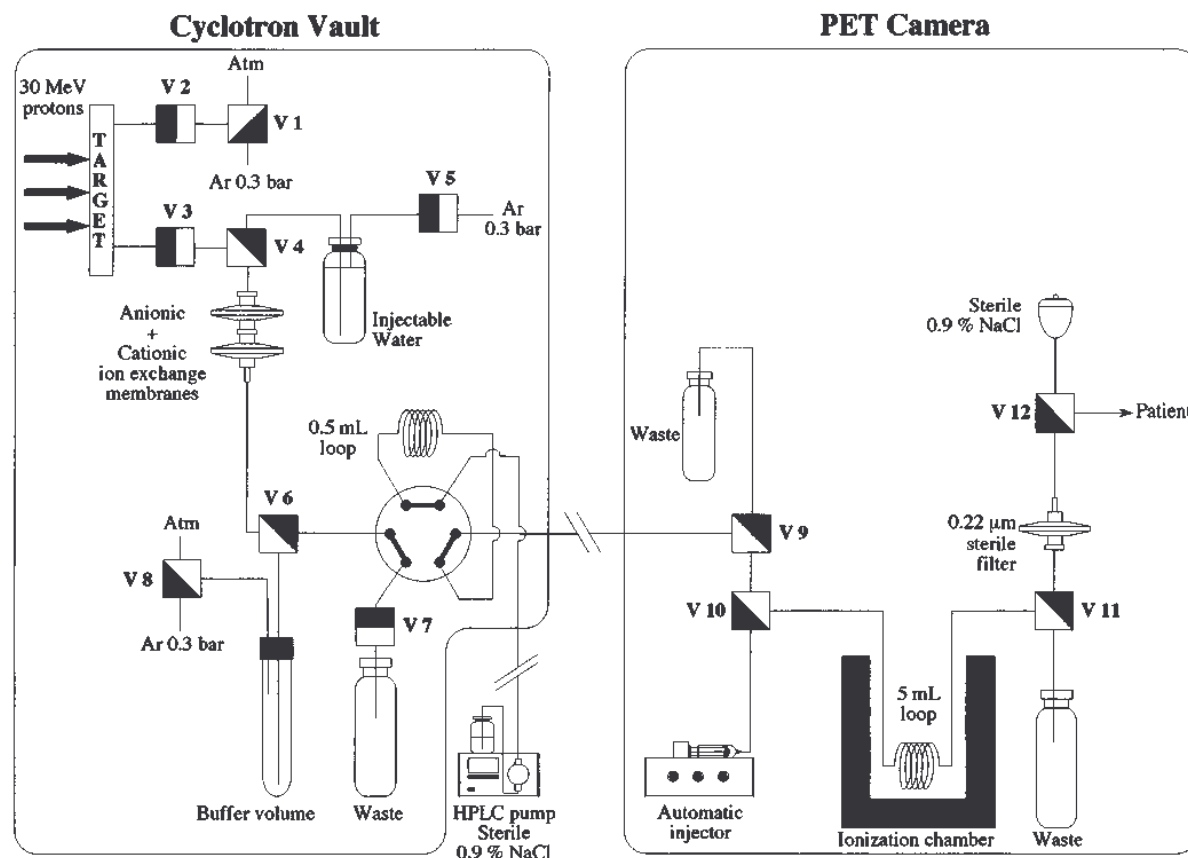 Cyclotron Vault
PET Camera
Atm
30 MeV
protons
V 2
V 1
TARGET
Ar 0.3 bar
V 5
V 3
Ar
0.3 bar
V 4
Anionic
+
Cationic
ion exchange
membranes
Injectable
Water
Sterile
0.9 % NaCl
V 12
Patient
Waste
0.5 mL
loop
V 6
Atm
V 9
0.22 µm
sterile
filter
V 8
V 7
V 10
V 11
Ar 0.3 bar
5 mL
loop
Buffer volume
Waste
HPLC pump
Sterile
0.9 % NaCl
Automatic
injector
Ionization chamber
Waste